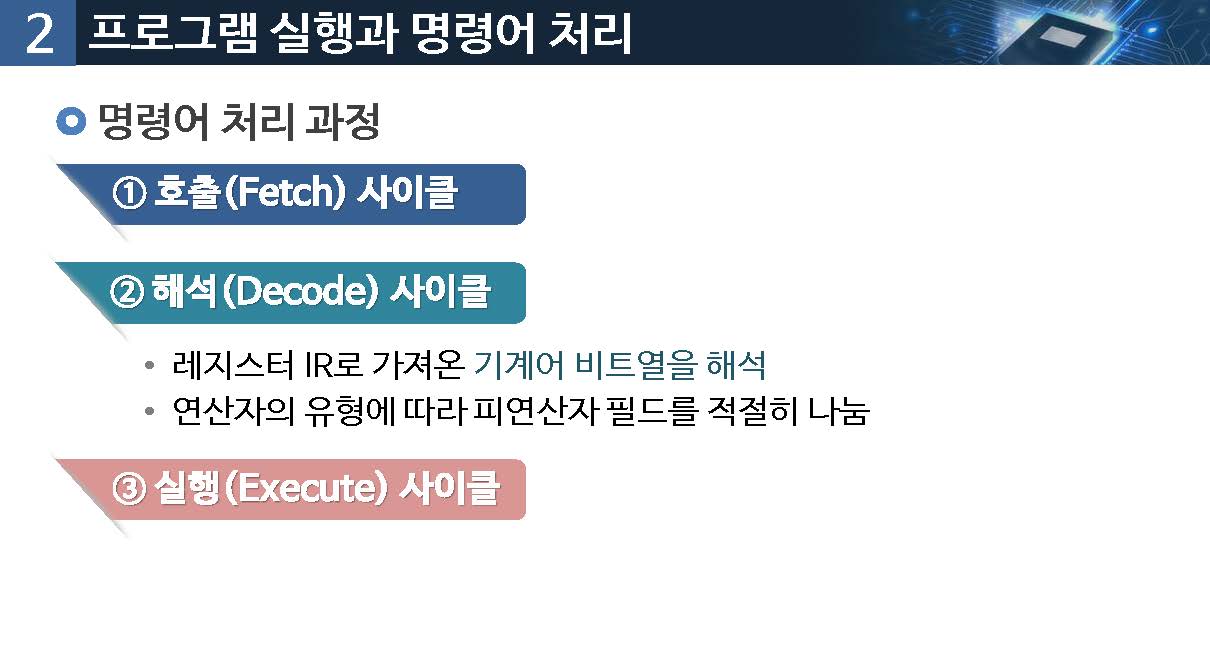 2 프로그램 실행과 명령어 처리
명령어 처리 과정
① 호출(Fetch) 사이클
② 해석(Decode) 사이클
• 레지스터 IR로 가져온 기계어 비트열을 해석
• 연산자의 유형에 따라 피연산자 필드를 적절히 나눔
③ 실행(Execute) 사이클